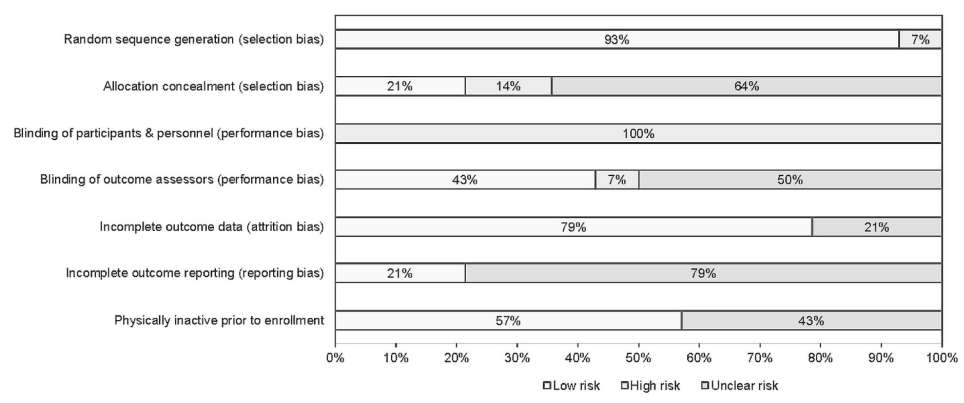 Random sequence generation (selection bias) 93% 7%
Allocation concealment (selection bias) 21% 14% 64%
Blinding of participants & personnel (performance bias) 100%
Blinding of outcome assessors (performance bias) 43% 7% 50%
Incomplete outcome data (attrition bias) 79% 21%
Incomplete outcome reporting (reporting bias) 21% 79%
Physically inactive prior to enrollment 57% 43%
0% 10% 20% 30% 40% 50% 60% 70% 80% 90% 100%
Low risk High risk Unclear risk